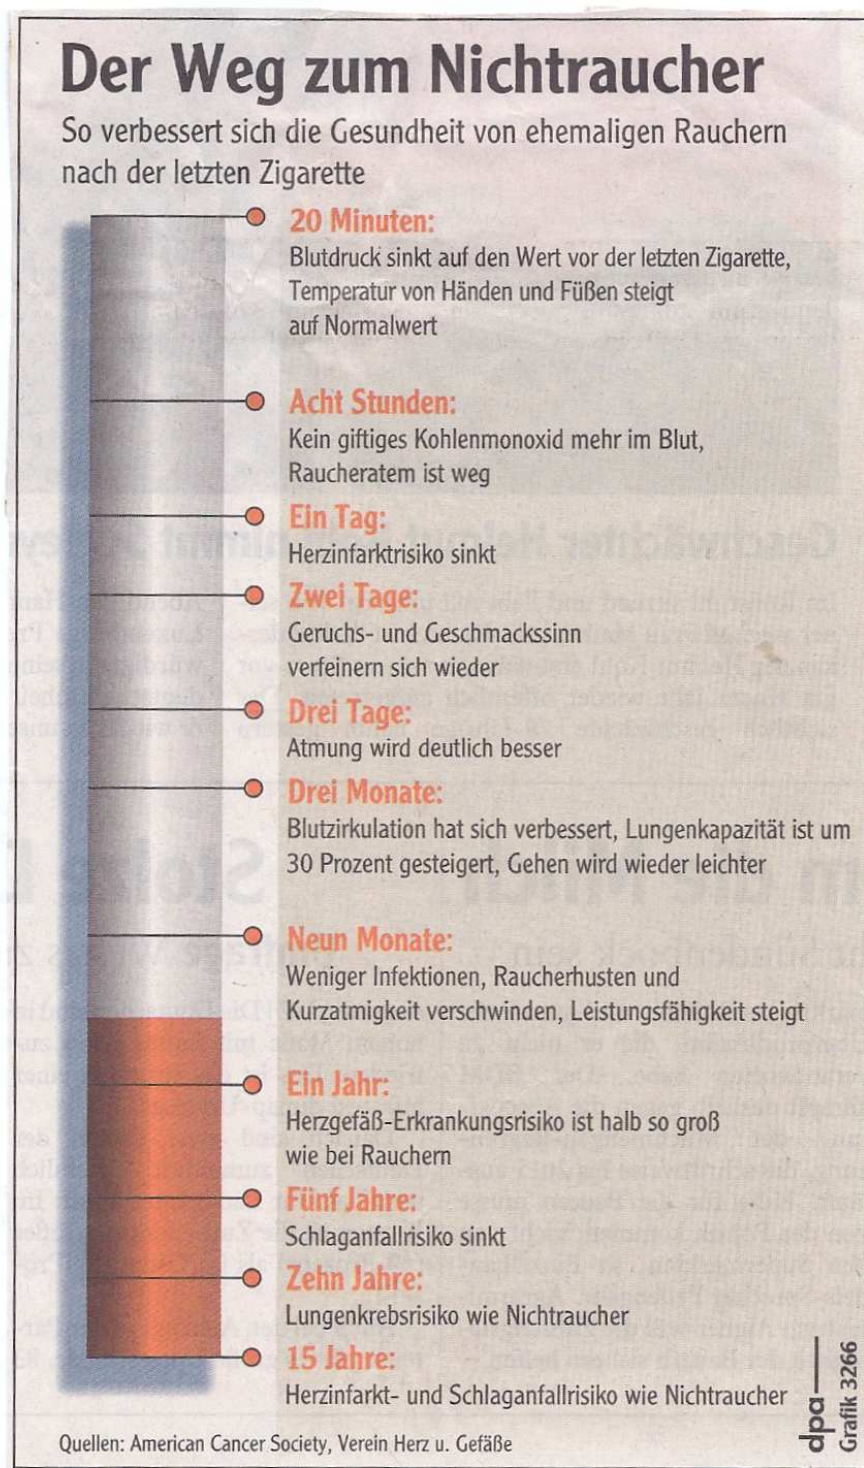 Der Weg zum Nichtraucher
So verbessert sich die Gesundheit von ehemaligen Rauchern
nach der letzten Zigarette
20 Minuten:
Blutdruck sinkt auf den Wert vor der letzten Zigarette,
Temperatur von Händen und Füßen steigt
auf Normalwert
Acht Stunden:
Kein giftiges Kohlenmonoxid mehr im Blut,
Raucheratem ist weg
Ein Tag:
Herzinfarktrisiko sinkt
Zwei Tage:
Geruchs- und Geschmackssinn
verfeinern sich wieder
Drei Tage:
Atmung wird deutlich besser
Drei Monate:
Blutzirkulation hat sich verbessert, Lungenkapazität ist um
30 Prozent gesteigert, Gehen wird wieder leichter
Neun Monate:
Weniger Infektionen, Raucherhusten und
Kurzatmigkeit verschwinden, Leistungsfähigkeit steigt
Ein Jahr:
Herzgefäß-Erkrankungsrisiko ist halb so groß
wie bei Rauchern
Fünf Jahre:
Schlaganfallrisiko sinkt
Zehn Jahre:
Lungenkrebsrisiko wie Nichtraucher
15 Jahre:
Herzinfarkt- und Schlaganfallrisiko wie Nichtraucher
Quellen: American Cancer Society, Verein Herz u. Gefäße
dpa
Grafik 3266